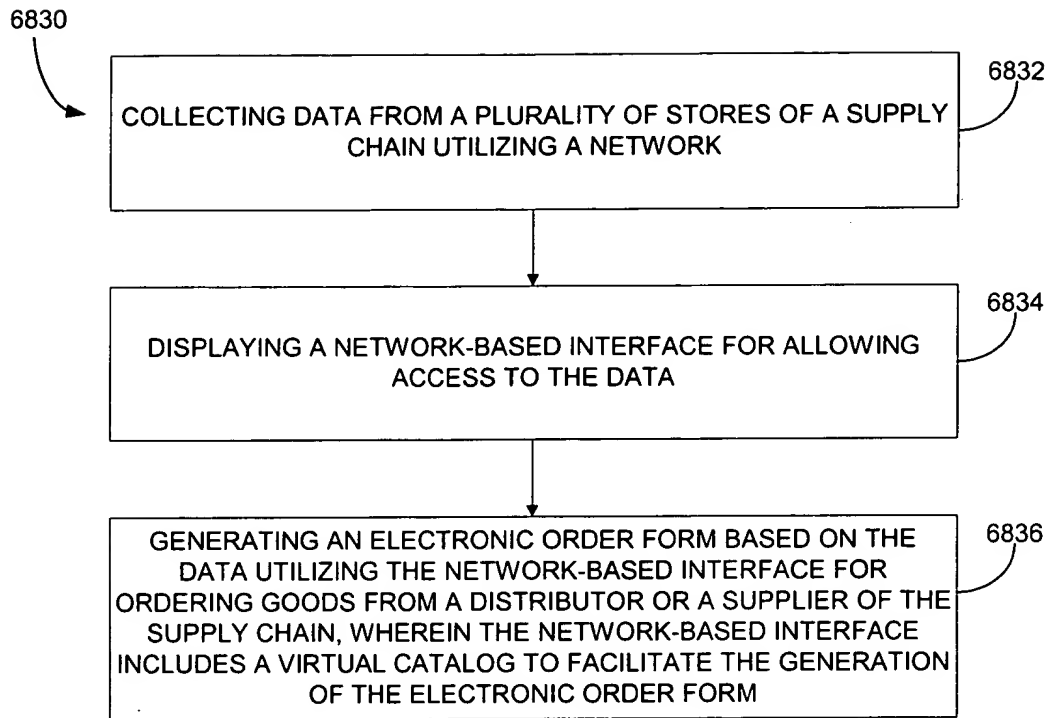 6830
6832
COLLECTING DATA FROM A PLURALITY OF STORES OF A SUPPLY
CHAIN UTILIZING A NETWORK
6834
DISPLAYING A NETWORK-BASED INTERFACE FOR ALLOWING
ACCESS TO THE DATA
6836
GENERATING AN ELECTRONIC ORDER FORM BASED ON THE
DATA UTILIZING THE NETWORK-BASED INTERFACE FOR
ORDERING GOODS FROM A DISTRIBUTOR OR A SUPPLIER OF THE
SUPPLY CHAIN, WHEREIN THE NETWORK-BASED INTERFACE
INCLUDES A VIRTUAL CATALOG TO FACILITATE THE GENERATION
OF THE ELECTRONIC ORDER FORM